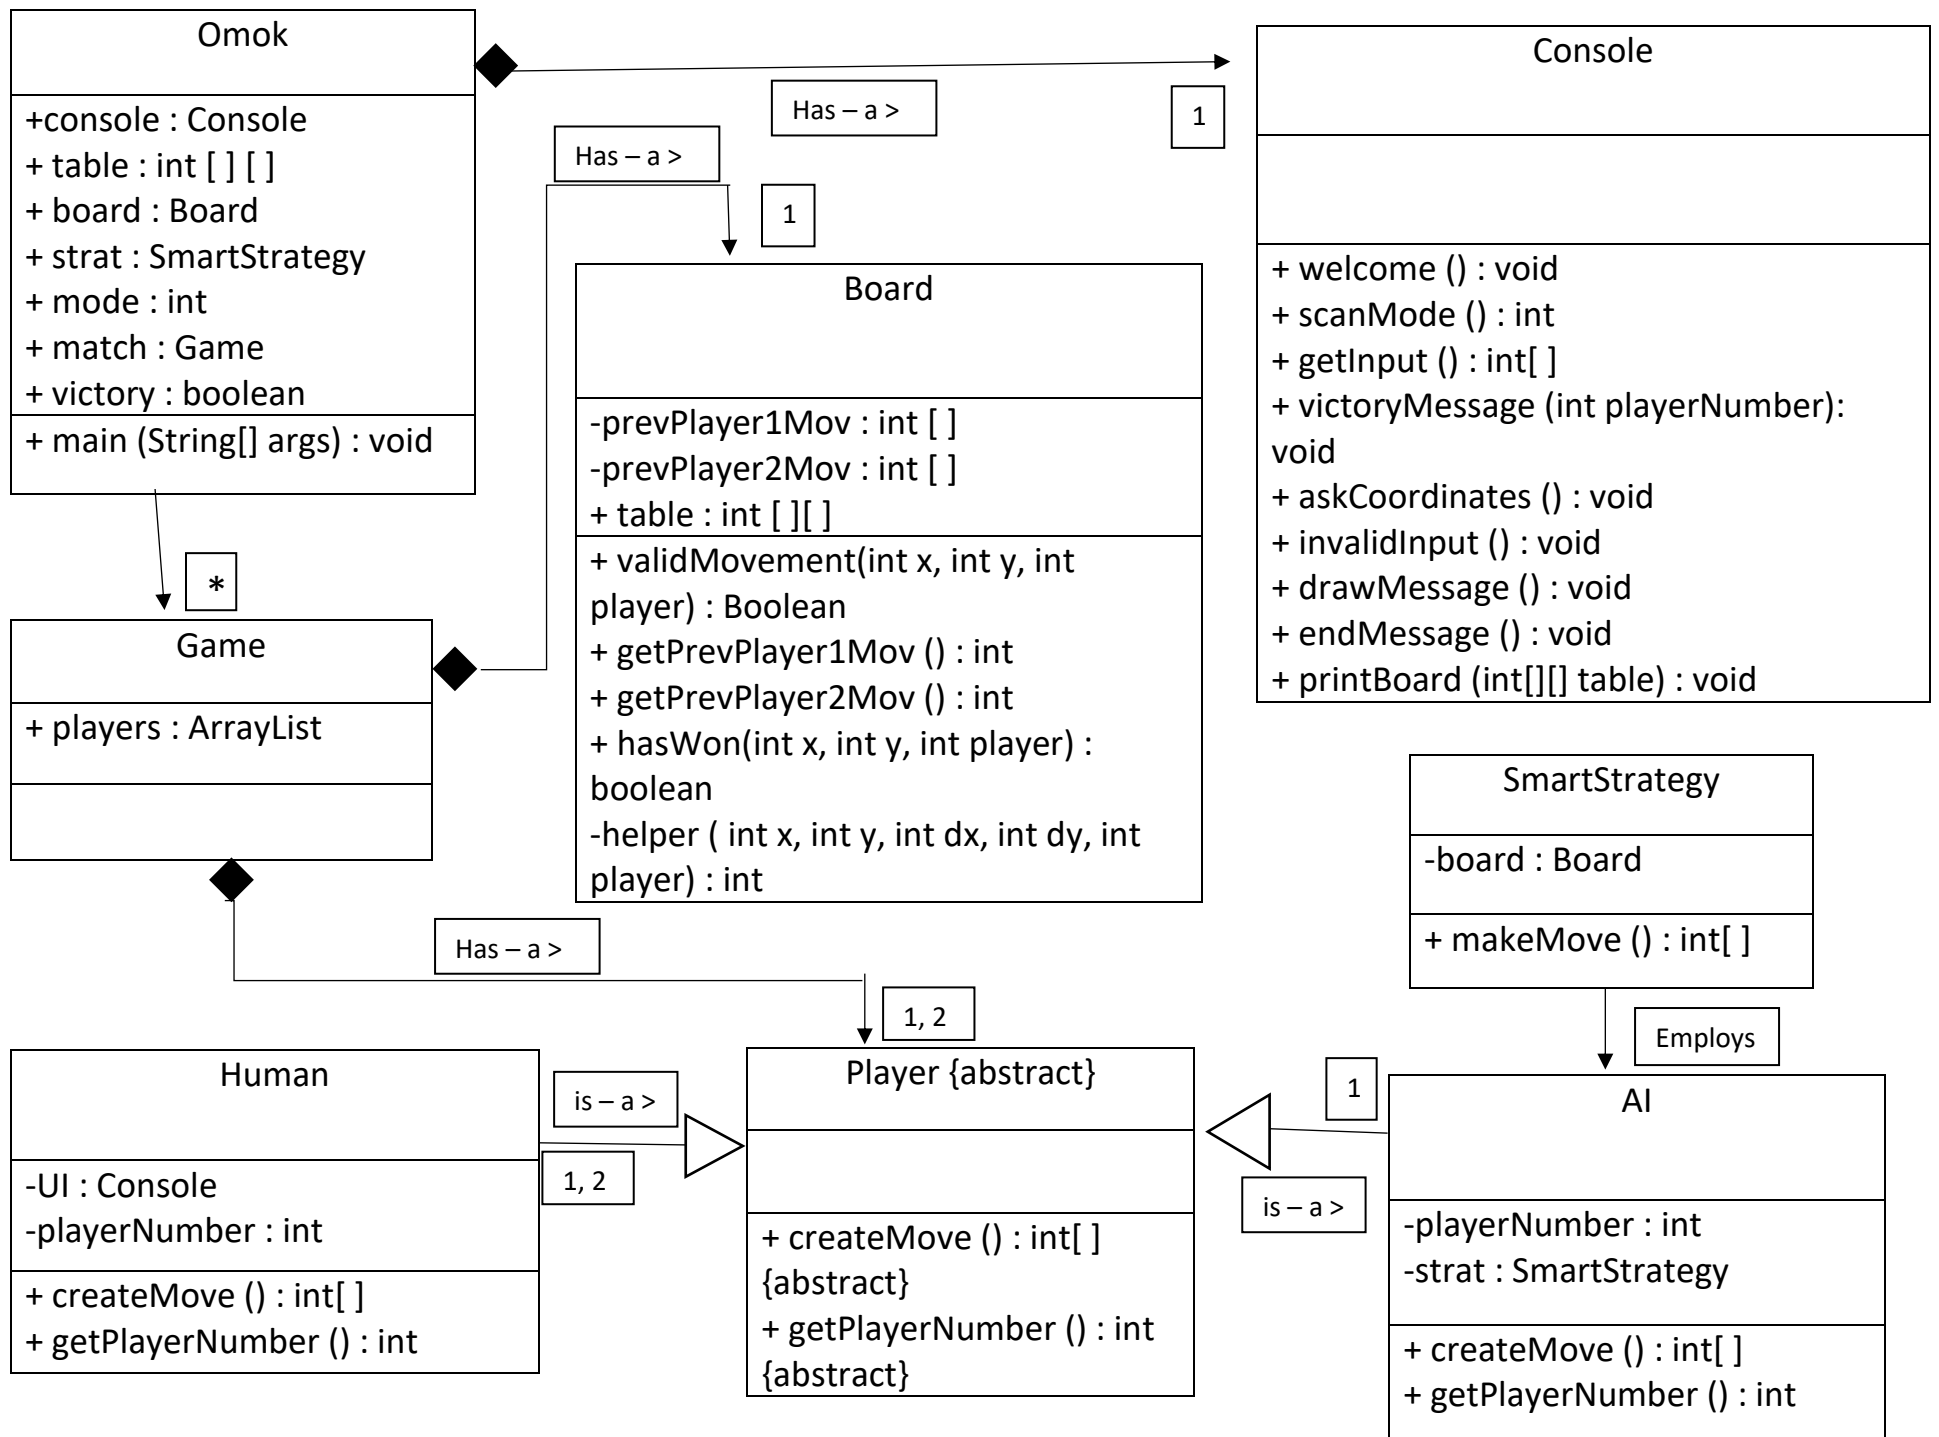 Omok
+console : Console
+ table : int [ ] [ ]
+ board : Board
+ strat : SmartStrategy
+ mode : int
+ match : Game
+ victory : boolean
+ main (String[] args) : void
Has – a >
1
Has – a >
1
Console
+ welcome () : void
+ scanMode () : int
+ getInput () : int[ ]
+ victoryMessage (int playerNumber):
void
+ askCoordinates () : void
+ invalidInput () : void
+ drawMessage () : void
+ endMessage () : void
+ printBoard (int[][] table) : void
Board
-prevPlayer1Mov : int [ ]
-prevPlayer2Mov : int [ ]
+ table : int [ ][ ]
+ validMovement(int x, int y, int
player) : Boolean
+ getPrevPlayer1Mov () : int
+ getPrevPlayer2Mov () : int
+ hasWon(int x, int y, int player) :
boolean
-helper ( int x, int y, int dx, int dy, int
player) : int
*
Game
+ players : ArrayList
SmartStrategy
-board : Board
+ makeMove () : int[ ]
Has – a >
1, 2
Employs
Human
-UI : Console
-playerNumber : int
+ createMove () : int[ ]
+ getPlayerNumber () : int
is – a >
1, 2
Player {abstract}
+ createMove () : int[ ]
{abstract}
+ getPlayerNumber () : int
{abstract}
1
is – a >
AI
-playerNumber : int
-strat : SmartStrategy
+ createMove () : int[ ]
+ getPlayerNumber () : int